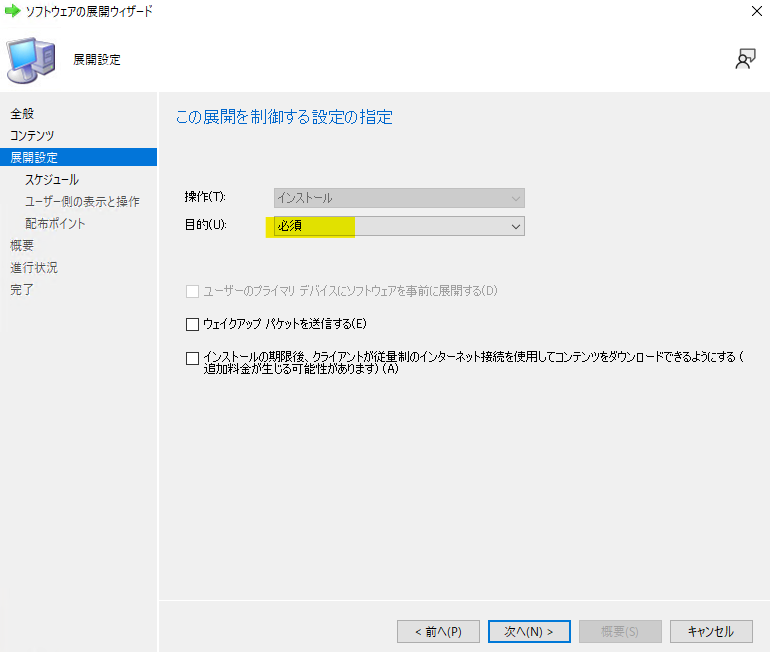 ソフトウェアの展開ウィザード
展開設定
全般
コンテンツ
展開設定
スケジュール
ユーザー側の表示と操作
配布ポイント
概要
進行状況
完了
この展開を制御する設定の指定
操作(T):
インストール
目的(U):
必須
ユーザーのプライマリ デバイスにソフトウェアを事前に展開する(D)
ウェイクアップ パケットを送信する(E)
インストールの期限後、クライアントが従量制のインターネット接続を使用してコンテンツをダウンロードできるようにする (
追加料金が生じる可能性があります) (A)
< 前へ(P)
次へ(N) >
概要(S)
キャンセル